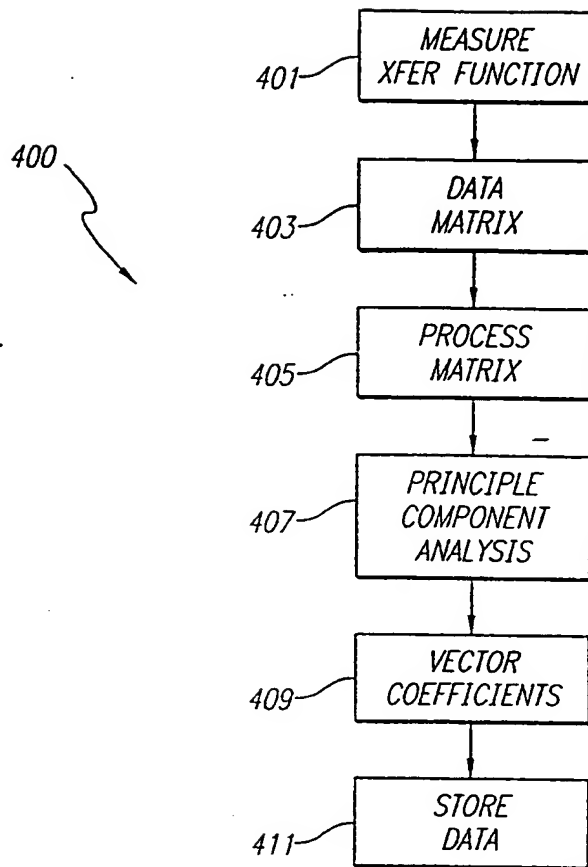 MEASURE
XFER FUNCTION
401
400
DATA
MATRIX
403
PROCESS
MATRIX
405
PRINCIPLE
COMPONENT
ANALYSIS
407
VECTOR
COEFFICIENTS
409
STORE
DATA
411